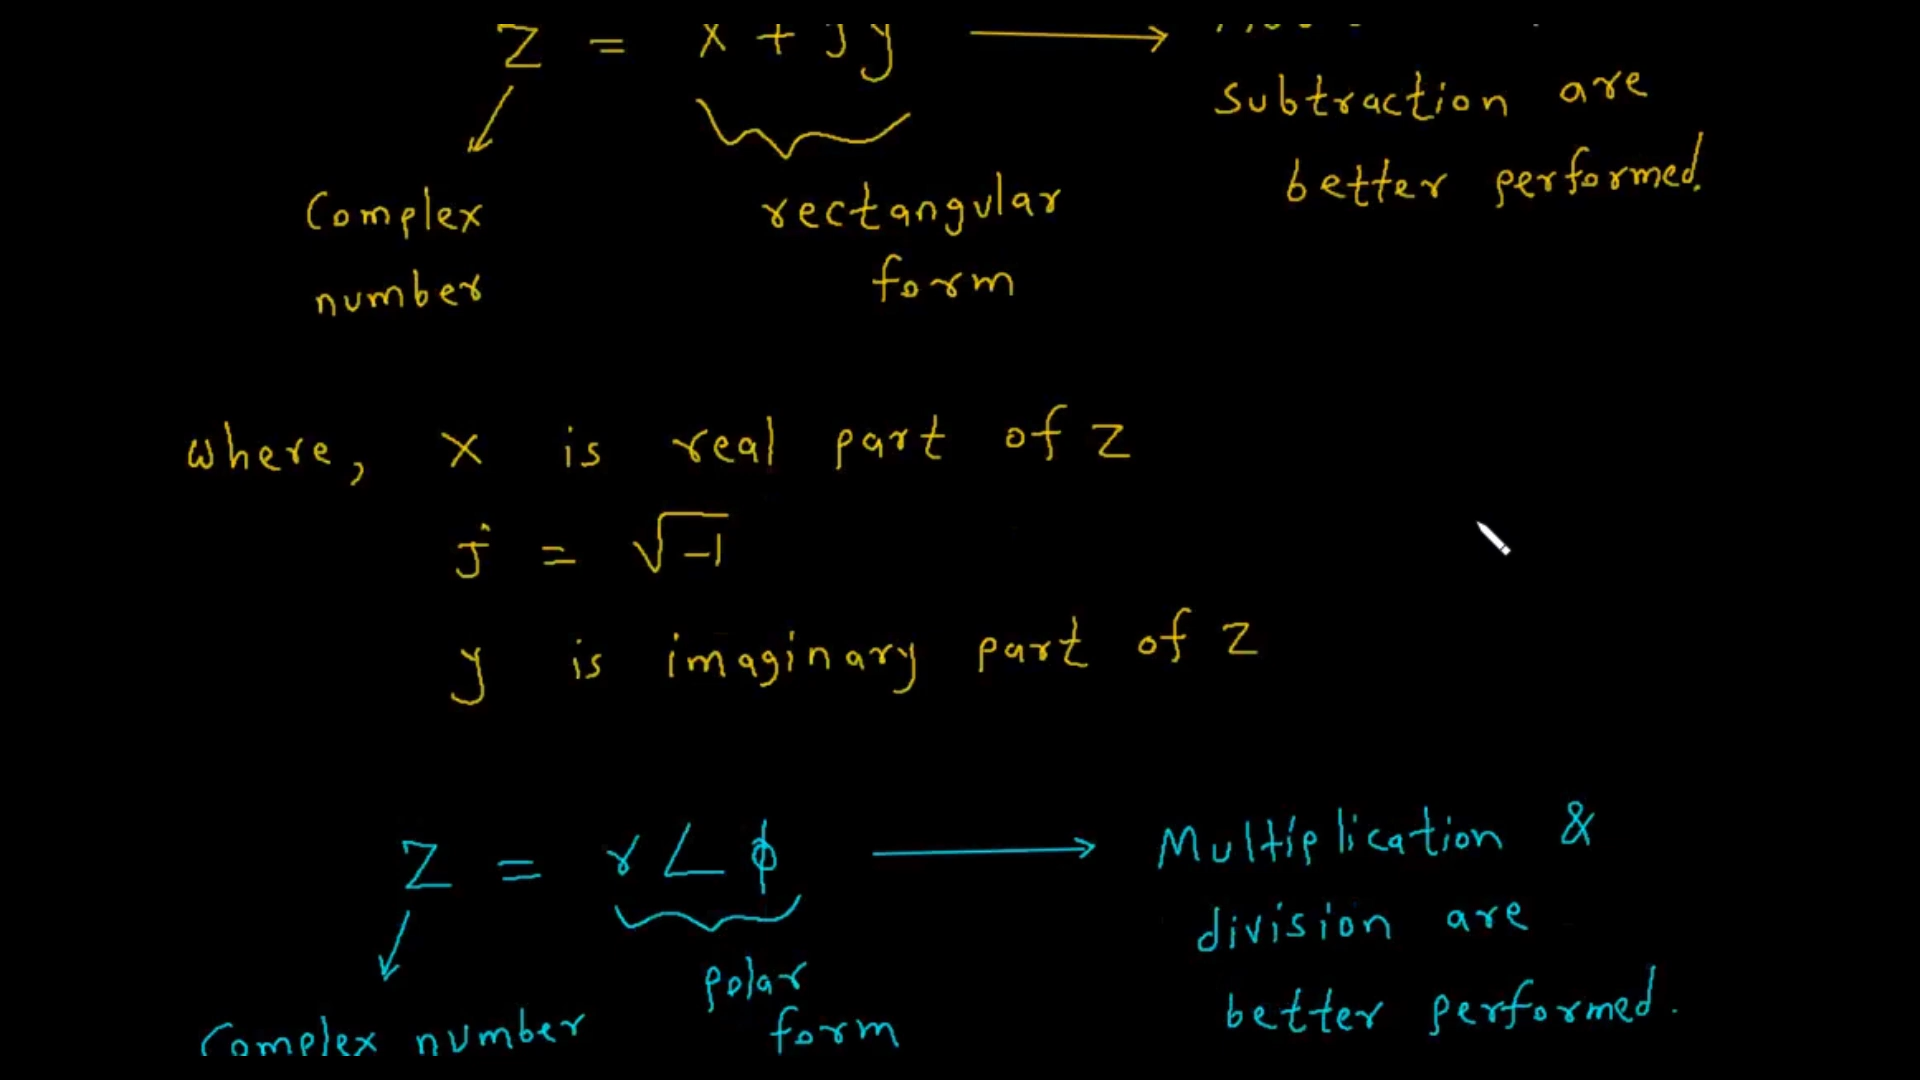 Z = x + jy
subtraction are
better performed.
Complex
number
rectangular
form
where, x is real part of Z
j = √-1
y is imaginary part of Z
Z = r∠ϕ
Multiplication &
division are
better performed.
Complex number
polar
form